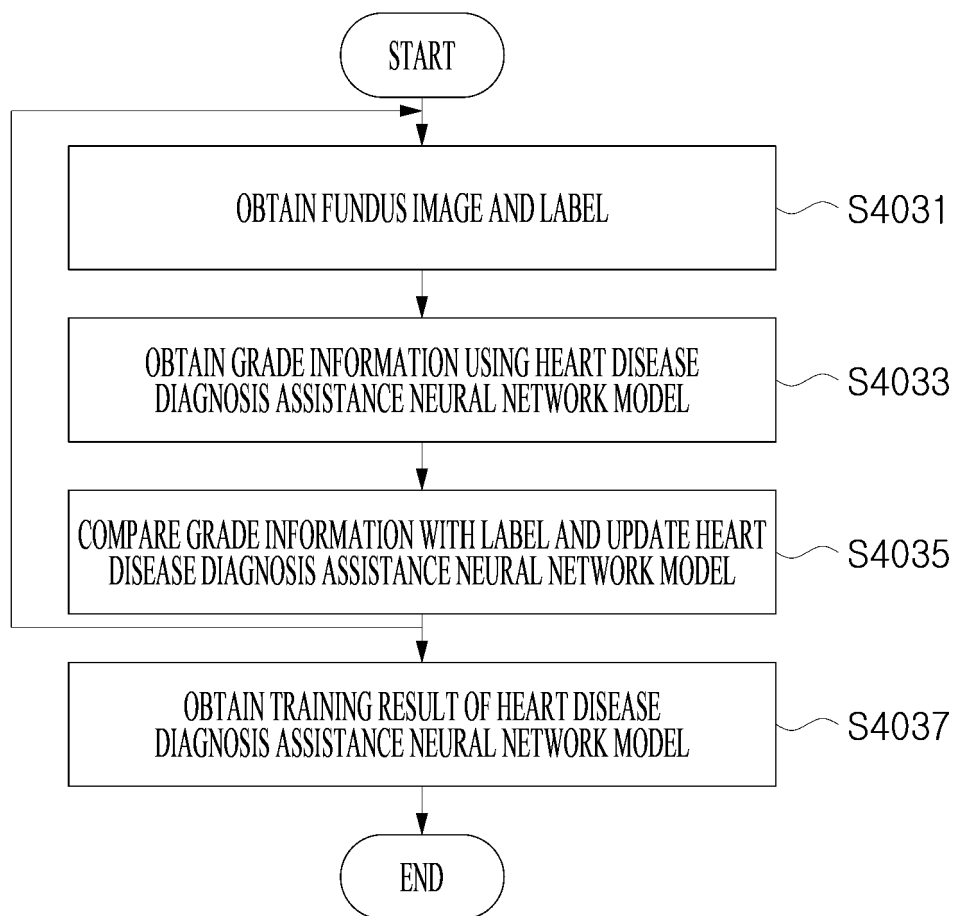 START
OBTAIN FUNDUS IMAGE AND LABEL
S4031
OBTAIN GRADE INFORMATION USING HEART DISEASE
DIAGNOSIS ASSISTANCE NEURAL NETWORK MODEL
S4033
COMPARE GRADE INFORMATION WITH LABEL AND UPDATE HEART
DISEASE DIAGNOSIS ASSISTANCE NEURAL NETWORK MODEL
S4035
OBTAIN TRAINING RESULT OF HEART DISEASE
DIAGNOSIS ASSISTANCE NEURAL NETWORK MODEL
S4037
END